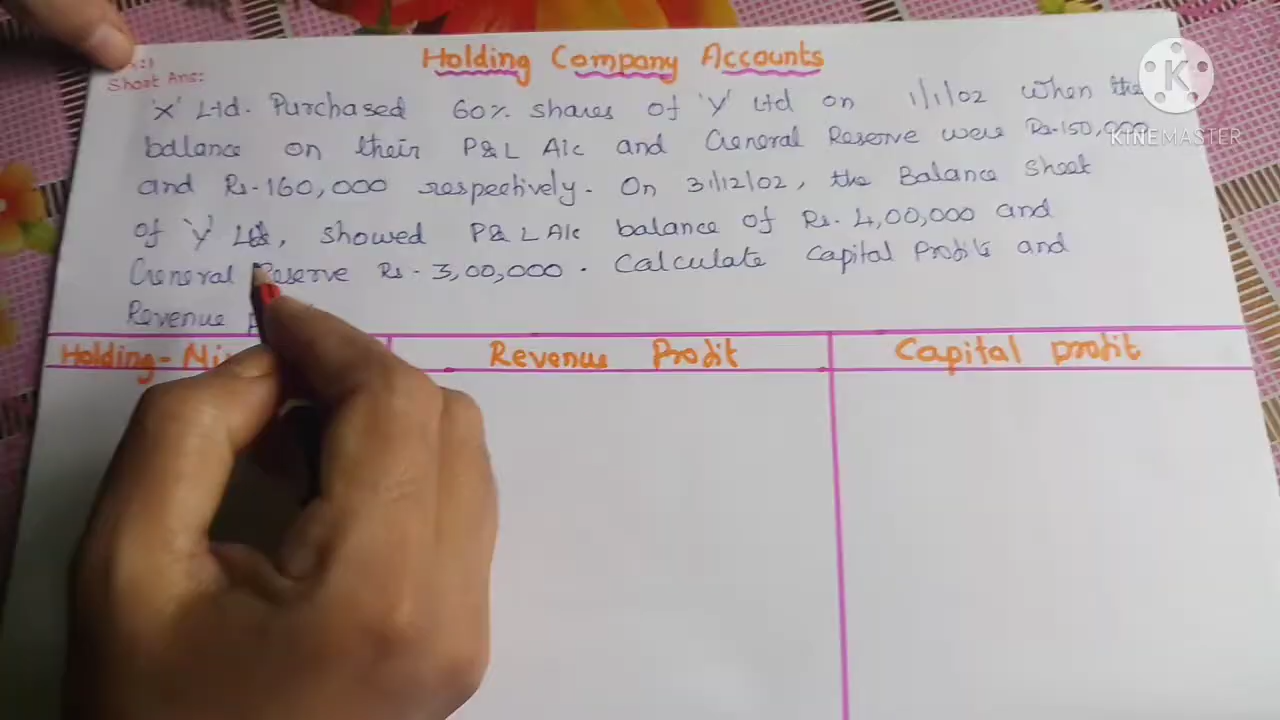 Holding Company Accounts
Short Ans:
'X' Ltd. Purchased 60% shares of 'Y' Ltd on 1/1/02 when the
balance on their P&L A/c and General Reserve were Rs. 150,000
and Rs. 160,000 respectively. On 31/12/02, the Balance Sheet
of 'Y' Ltd, showed P&L A/c balance of Rs. 4,00,000 and
General Reserve Rs. 3,00,000. Calculate Capital Profits and
Revenue
Holding - Revenue Profit Capital profit
K
KINEMASTER